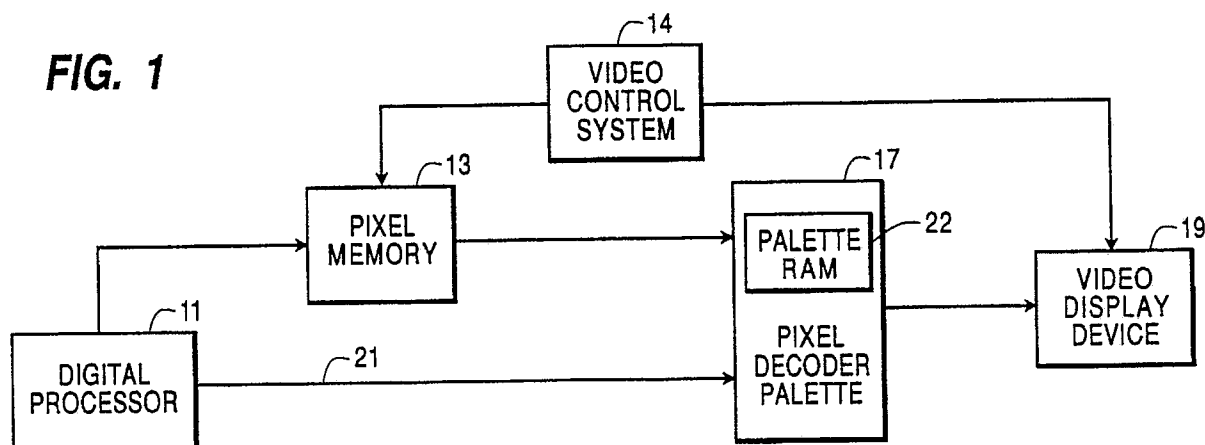 FIG. 1
14
VIDEO
CONTROL
SYSTEM
13
PIXEL
MEMORY
17
PALETTE
RAM
22
PIXEL
DECODER
PALETTE
19
VIDEO
DISPLAY
DEVICE
11
DIGITAL
PROCESSOR
21